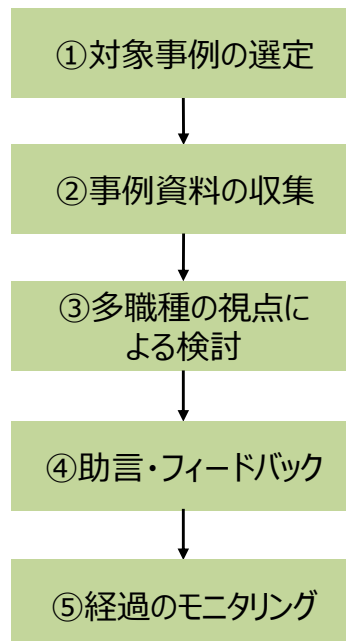 ①対象事例の選定
②事例資料の収集
③多職種の視点に
よる検討
④助言・フィードバック
⑤経過のモニタリング